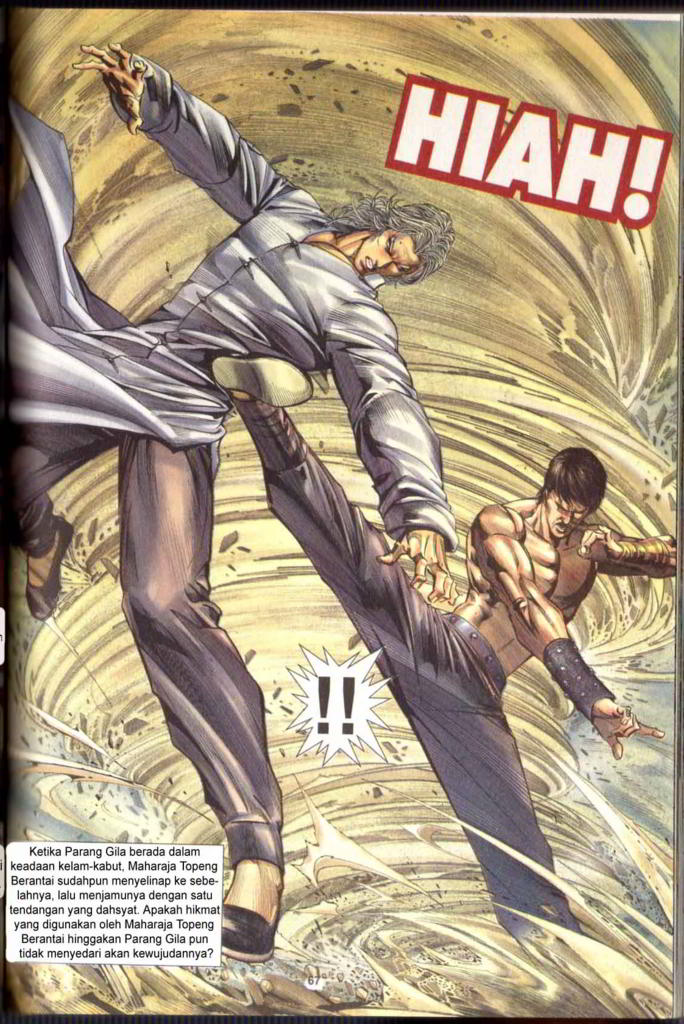 HIAH!
!!
Ketika Parang Gila berada dalam
keadaan kelam-kabut, Maharaja Topeng
Berantai sudahpun menyelinap ke sebe-
lahnya, lalu menjamunya dengan satu
tendangan yang dahsyat. Apakah hikmat
yang digunakan oleh Maharaja Topeng
Berantai hinggakan Parang Gila pun
tidak menyedari akan kewujudannya?
67